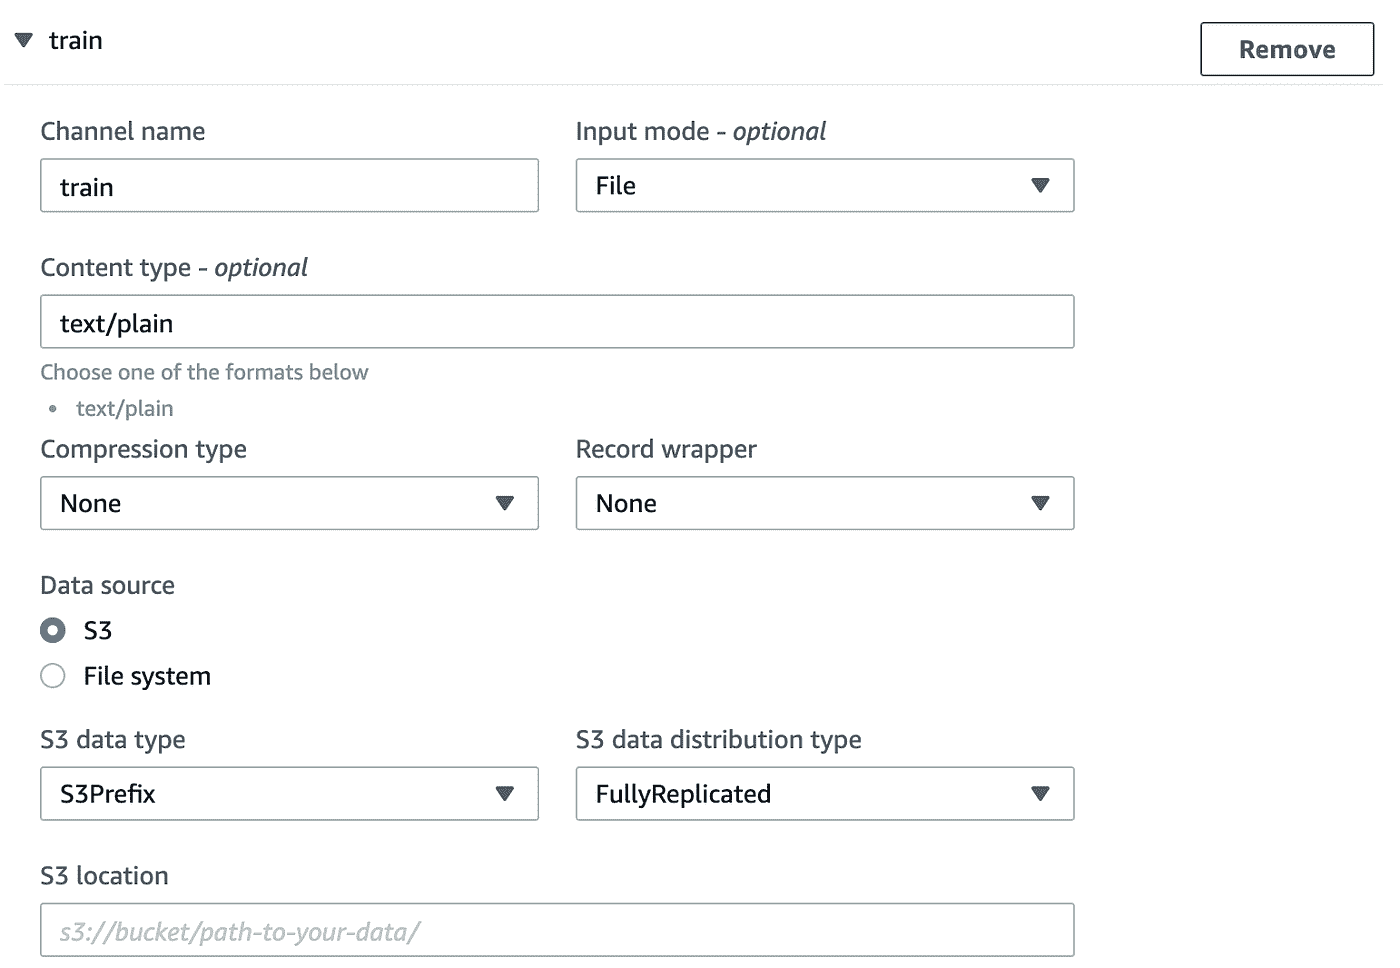 train
Remove
Channel name
Input mode - optional
train
File
Content type - optional
text/plain
Choose one of the formats below
• text/plain
Compression type
Record wrapper
None
None
Data source
S3
File system
S3 data type
S3 data distribution type
S3Prefix
FullyReplicated
S3 location
s3://bucket/path-to-your-data/